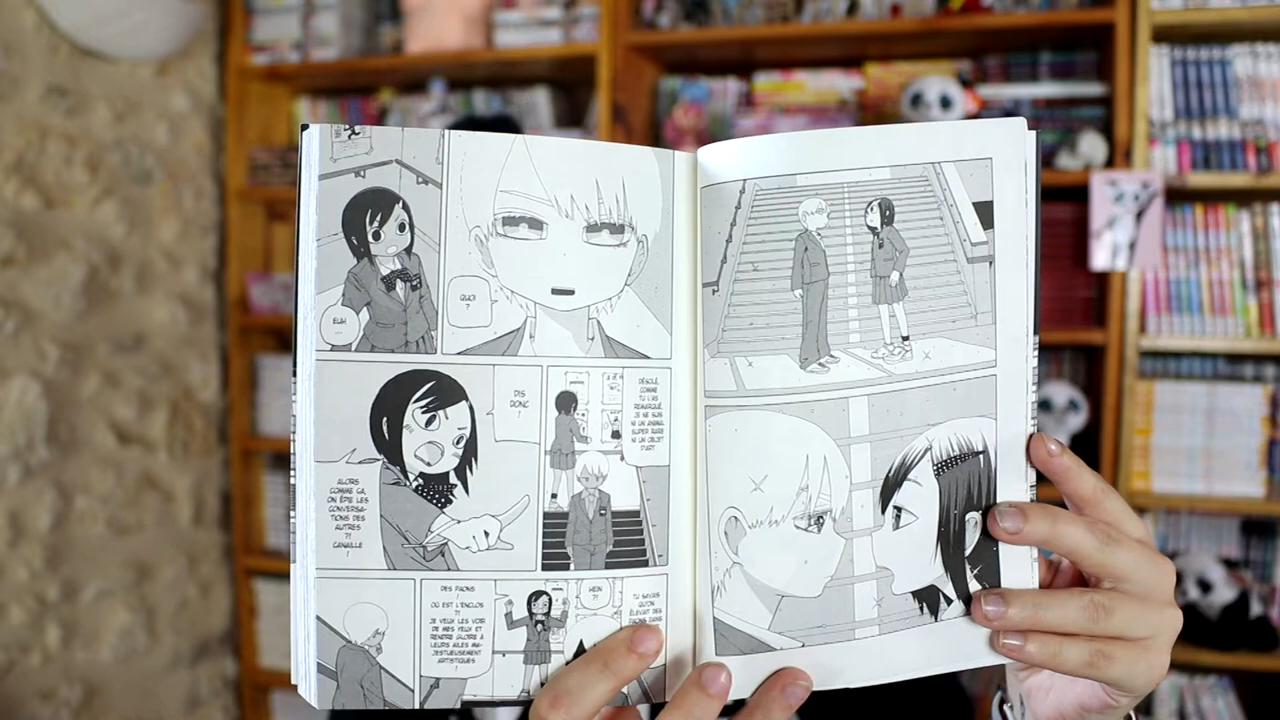 EUH
...
QUOI
?
DIS
DONC
!
ALORS
COMME ÇA,
ON ÉPIE LES
CONVERSA-
TIONS DES
AUTRES
?!
CANAILLE
!
DÉSOLÉ,
COMME
TU L'AS
REMARQUÉ,
JE NE SUIS
NI UN ANIMAL
SUPER RARE
NI UN OBJET
D'ART
DES PAONS
!
OÙ EST L'ENCLOS
?!
JE VEUX LES VOIR
DE MES YEUX ET
RENDRE GLOIRE À
LEURS AILES MA-
JESTUEUSEMENT
ARTISTIQUES
!
HEIN
?!
TU SAVAIS
QU'ON
ÉLEVAIT DES
PAONS DANS